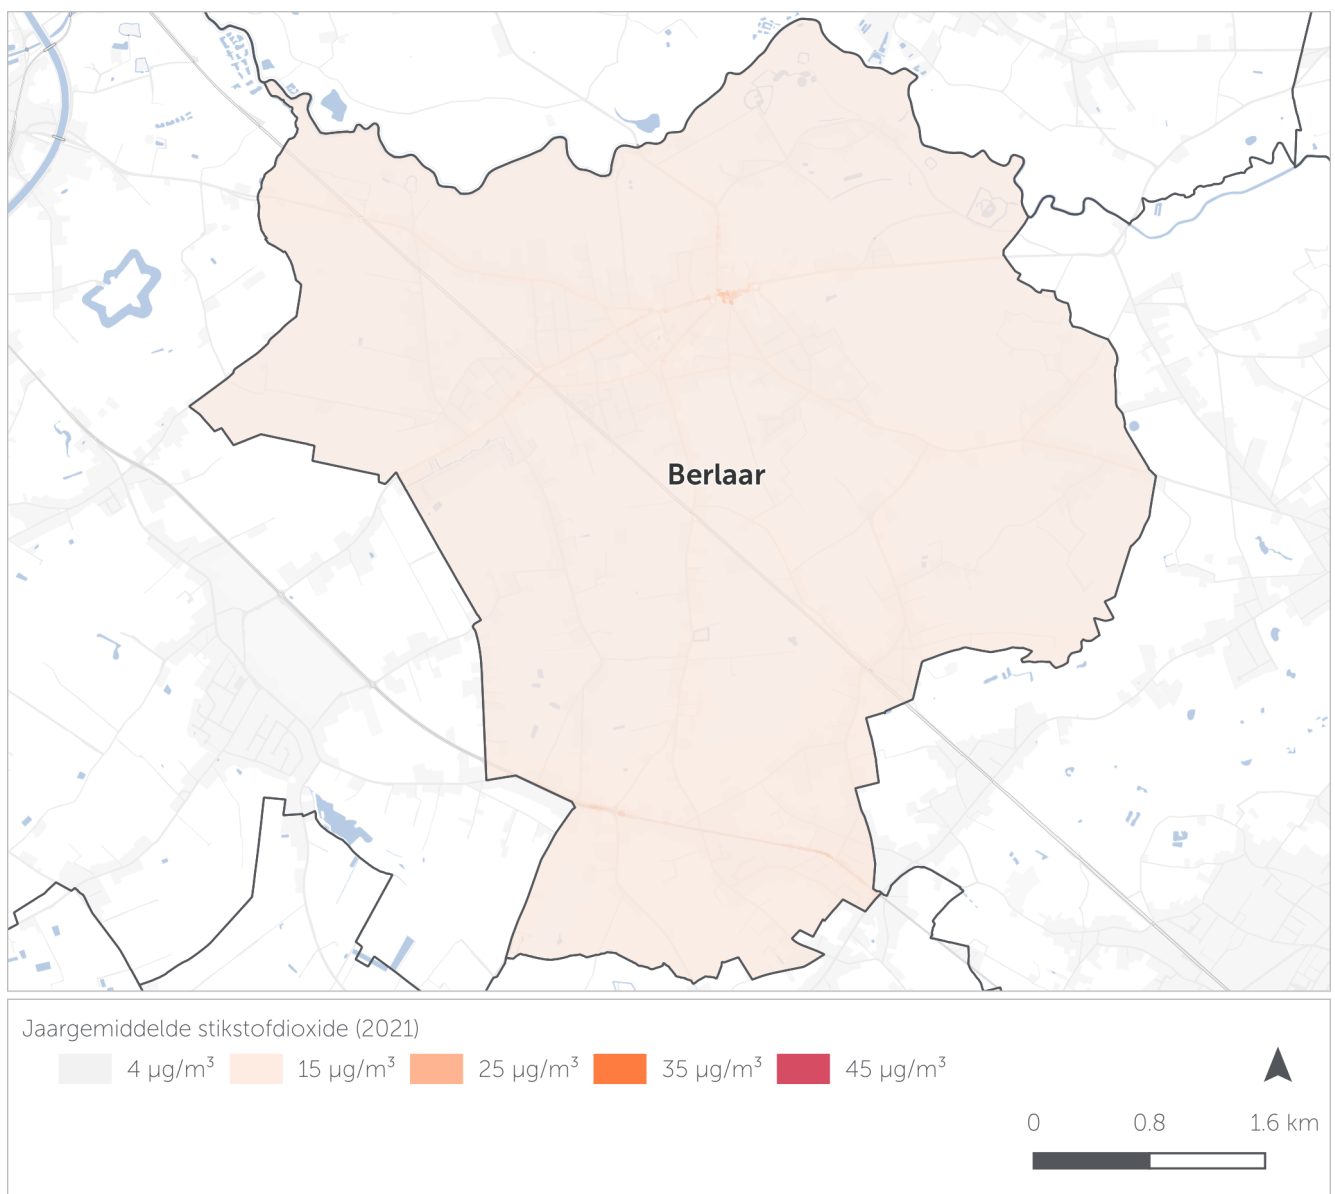 Berlaar
Jaargemiddelde stikstofdioxide (2021)
4 µg/m³ 15 µg/m³ 25 µg/m³ 35 µg/m³ 45 µg/m³
0 0.8 1.6 km